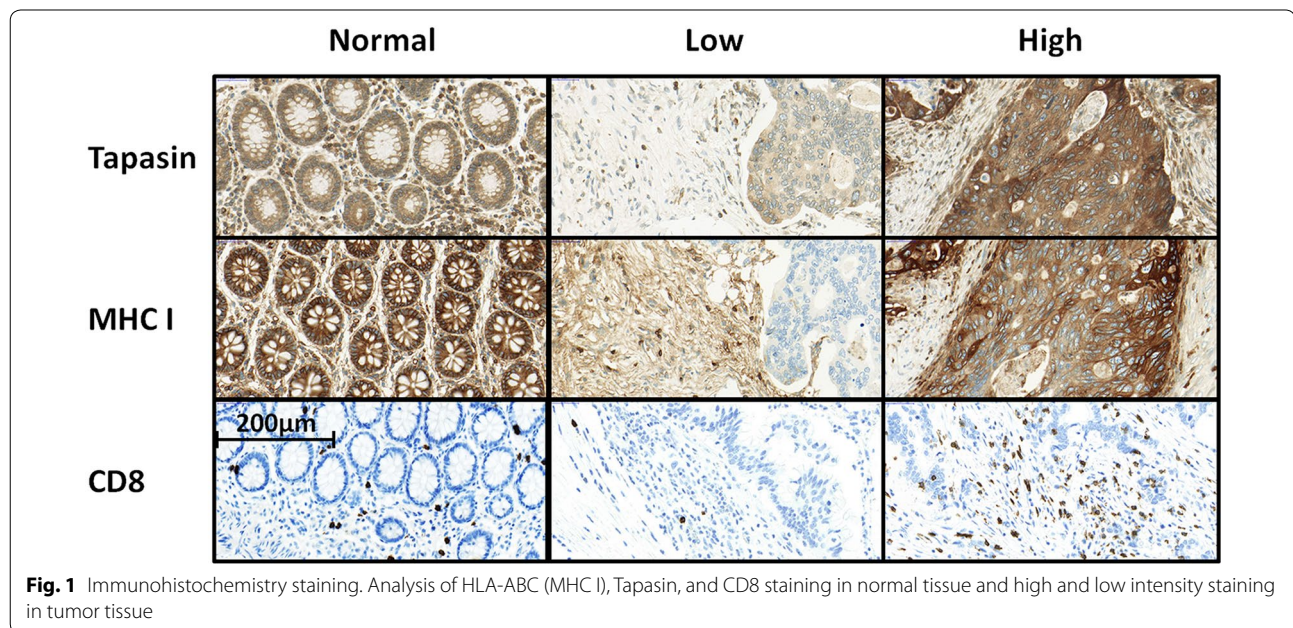 Normal Low High
Tapasin
MHC I
200μm
CD8
Fig. 1 Immunohistochemistry staining. Analysis of HLA-ABC (MHC I), Tapasin, and CD8 staining in normal tissue and high and low intensity staining
in tumor tissue